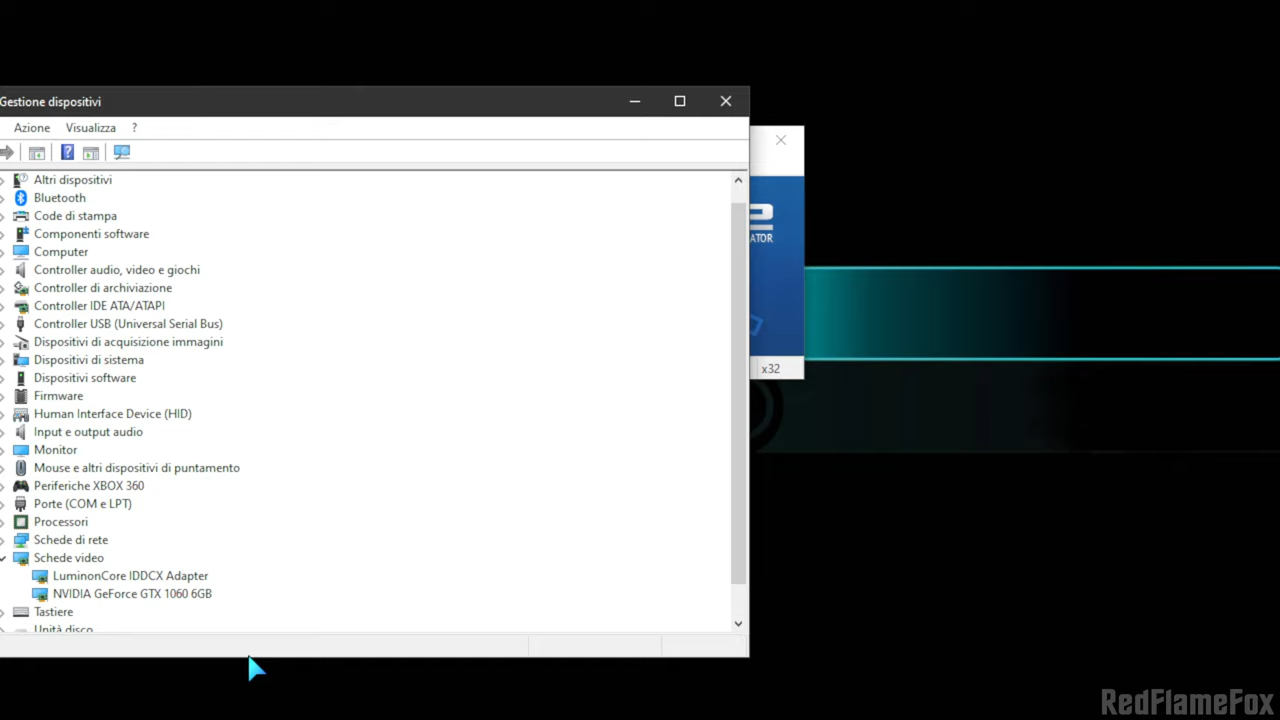 Gestione dispositivi
Azione Visualizza ?
Altri dispositivi
Bluetooth
Code di stampa
Componenti software
Computer
Controller audio, video e giochi
Controller di archiviazione
Controller IDE ATA/ATAPI
Controller USB (Universal Serial Bus)
Dispositivi di acquisizione immagini
Dispositivi di sistema
Dispositivi software
Firmware
Human Interface Device (HID)
Input e output audio
Monitor
Mouse e altri dispositivi di puntamento
Periferiche XBOX 360
Porte (COM e LPT)
Processori
Schede di rete
Schede video
LuminonCore IDDCX Adapter
NVIDIA GeForce GTX 1060 6GB
Tastiere
Unità disco
2
ATOR
x32
RedFlameFox